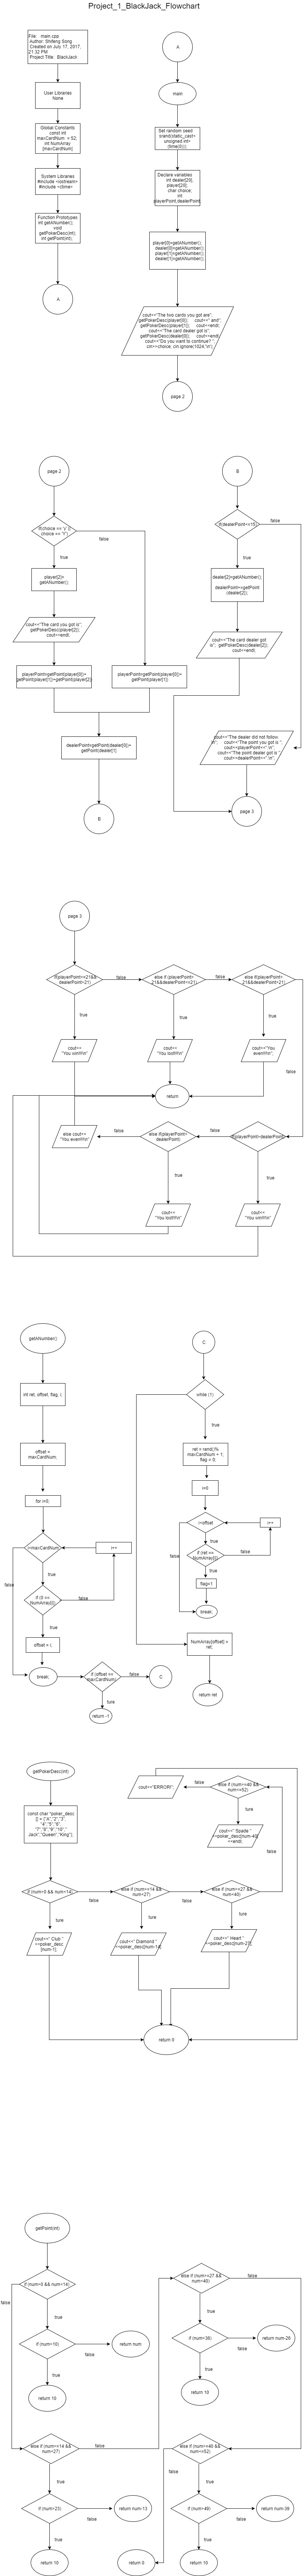 Project_1_BlackJack_Flowchart
File: main.cpp
Author: Shifeng Song
Created on July 17, 2017,
21:32 PM
Project Title: BlackJack
User Libraries
None
Global Constants
const int
maxCardNum = 52;
int NumArray
[maxCardNum]
System Libraries
#include <iostream>
#include <ctime>
Function Prototypes
int getANumber();
void
getPokerDesc(int);
int getPoint(int);
A
A
main
Set random seed
srand(static_cast<
unsigned int>
(time(0)));
Declare variables
int dealer[20],
player[20];
char choice;
int
playerPoint,dealerPoint;
player[0]=getANumber();
dealer[0]=getANumber();
player[1]=getANumber();
dealer[1]=getANumber();
cout<<"The two cards you got are";
getPokerDesc(player[0]); cout<<" and";
getPokerDesc(player[1]); cout<<endl;
cout<<"The card dealer got is";
getPokerDesc(dealer[0]); cout<<endl;
cout<<"Do you want to continue? ";
cin>>choice; cin.ignore(1024,'\n');
page 2
page 2
if(choice == 'y' ||
choice == 'Y')
false
true
player[2]=
getANumber();
cout<<"The card you got is";
getPokerDesc(player[2]);
cout<<endl;
playerPoint=getPoint(player[0])+
getPoint(player[1])+getPoint(player[2]);
playerPoint=getPoint(player[0])+
getPoint(player[1]);
dealerPoint=getPoint(dealer[0])+
getPoint(dealer[1]
B
B
if(dealerPoint<=15)
false
true
dealer[2]=getANumber();
dealerPoint+=getPoint
(dealer[2]);
cout<<"The card dealer got
is"; getPokerDesc(dealer[2]);
cout<<endl;
cout<<"The dealer did not follow.
\n"; cout<<"The point you got is ";
cout<<playerPoint<<".\n";
cout<<"The point dealer got is ";
cout<<dealerPoint<<".\n";
page 3
page 3
if(playerPoint<=21&&
dealerPoint>21)
false
else if (playerPoint>
21&&dealerPoint<=21)
false
else if(playerPoint>
21&&dealerPoint>21)
true
true
true
cout<<
"You win!!!\n"
cout<<
"You lost!!!\n"
cout<<"You
even!!!\n";
false
return
else cout<<
"You even!!!\n"
false
else if(playerPoint<
dealerPoint)
false
if(playerPoint>dealerPoint)
true
true
cout<<
"You lost!!!\n"
cout<<
"You win!!!\n"
getANumber()
int ret, offset, flag, i;
offset =
maxCardNum;
for i=0;
i<maxCardNum
i++
false
true
if (0 ==
NumArray[i])
false
true
offset = i;
break;
if (offset ==
maxCardNum)
false
C
ture
return -1
C
while (1)
true
ret = rand()%
maxCardNum + 1;
flag = 0;
i=0
i<offset
i++
false
true
if (ret ==
NumArray[i])
false
true
flag=1
break;
NumArray[offset] =
ret;
return ret
getPokerDesc(int)
const char *poker_desc
[] = {"A","2","3",
"4","5","6",
"7","8","9","10","
Jack","Queen","King"};
cout<<"ERROR!";
false
else if (num>=40 &&
num<=52)
ture
cout<<" Spade "
<<poker_desc[num-40]
<<endl;
if (num>0 && num<14)
false
else if (num>=14 &&
num<27)
false
else if (num>=27 &&
num<40)
false
ture
ture
ture
cout<<" Club "
<<poker_desc
[num-1];
cout<<" Diamond "
<<poker_desc[num-14]
cout<<" Heart "
<<poker_desc[num-27];
return 0
getPoint(int)
if (num>0 && num<14)
false
true
if (num>10)
false
return num
true
return 10
else if (num>=27 &&
num<40)
false
true
if (num>36)
false
return num-26
true
return 10
else if (num>=14 &&
num<27)
false
true
if (num>23)
false
return num-13
true
return 10
else if (num>=40 &&
num<=52)
false
true
if (num>49)
false
return num-39
true
return 0
return 10